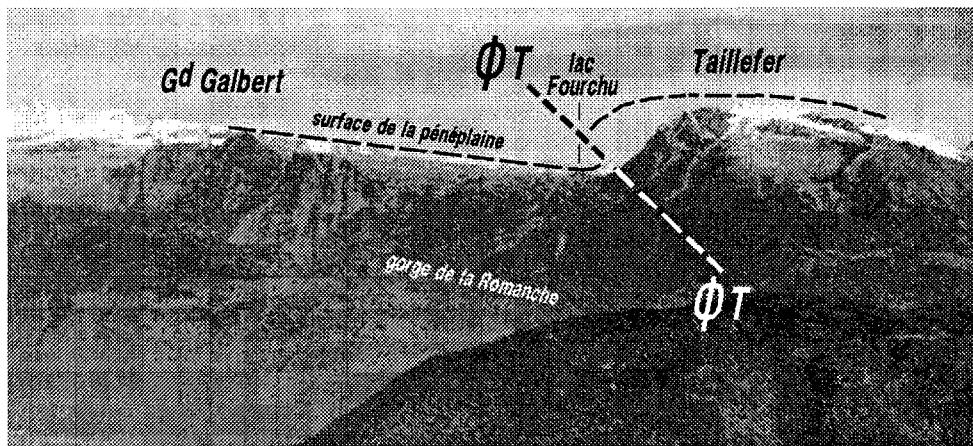 Gd Galbert
ϕT
lac
Fourchu
Taillefer
surface de la pénéplaine
gorge de la Romanche
ϕT